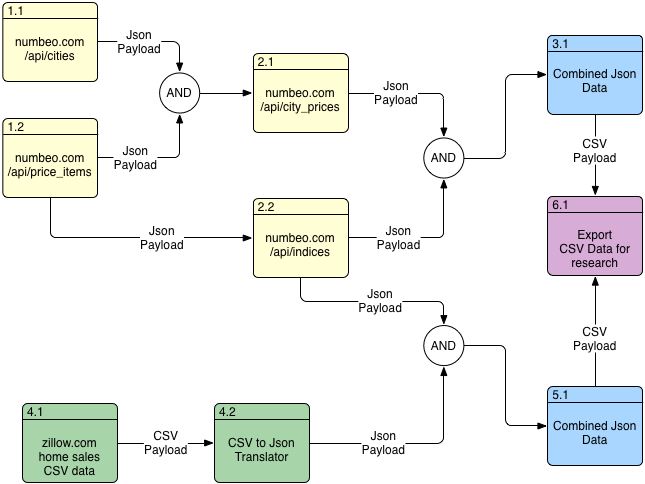 1.1
numbeo.com
/api/cities
Json
Payload
1.2
numbeo.com
/api/price_items
Json
Payload
AND
2.1
numbeo.com
/api/city_prices
Json
Payload
Json
Payload
2.2
numbeo.com
/api/indices
Json
Payload
AND
3.1
Combined Json
Data
CSV
Payload
6.1
Export
CSV Data for
research
CSV
Payload
Json
Payload
AND
4.1
zillow.com
home sales
CSV data
CSV
Payload
4.2
CSV to Json
Translator
Json
Payload
5.1
Combined Json
Data